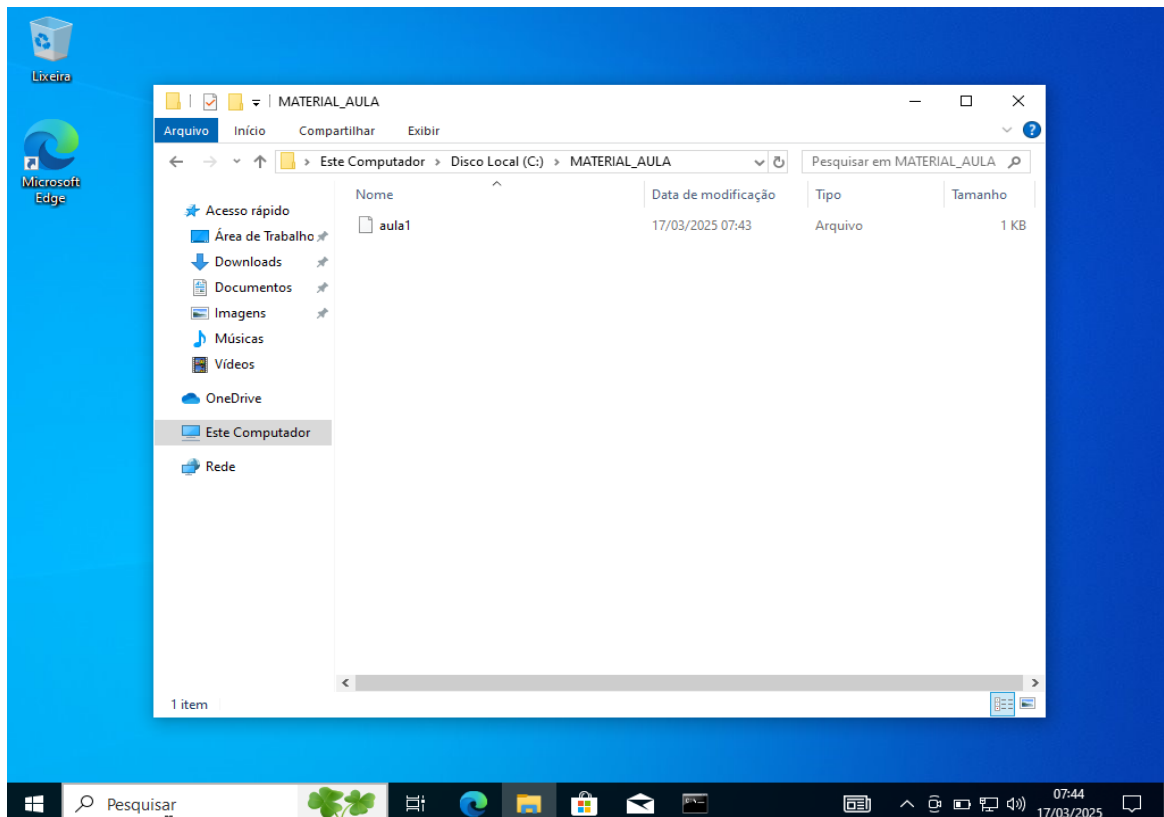 Lixeira
Microsoft
Edge
MATERIAL_AULA
Arquivo Início Compartilhar Exibir
Este Computador › Disco Local (C:) › MATERIAL_AULA
Pesquisar em MATERIAL_AULA
Nome Data de modificação Tipo Tamanho
aula1 17/03/2025 07:43 Arquivo 1 KB
Acesso rápido
Área de Trabalho
Downloads
Documentos
Imagens
Músicas
Vídeos
OneDrive
Este Computador
Rede
1 item
Pesquisar
07:44
17/03/2025